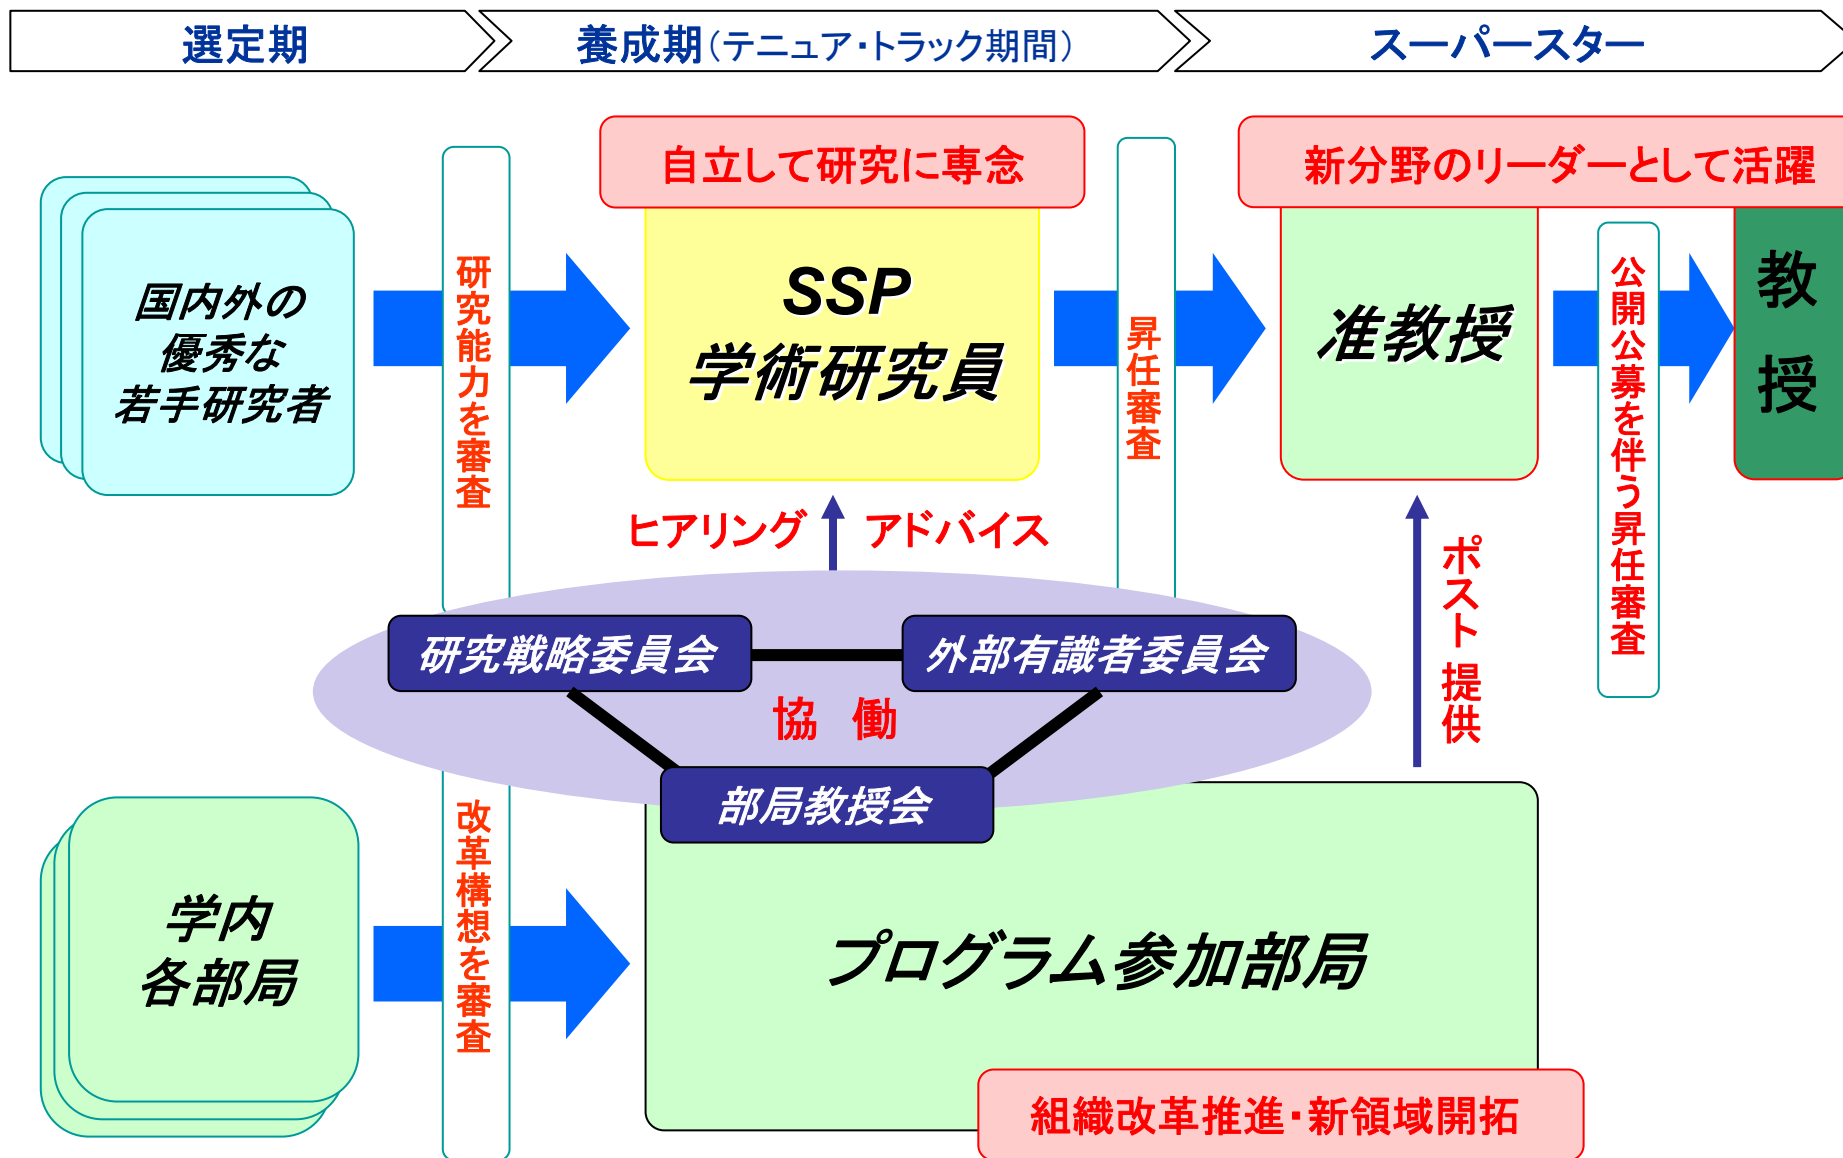 選定期
養成期(テニュア・トラック期間)
スーパースター
自立して研究に専念
新分野のリーダーとして活躍
国内外の
優秀な
若手研究者
研究能力を審査
SSP
学術研究員
昇任審査
准教授
公開公募を伴う昇任審査
教
授
ヒアリング
アドバイス
ポスト提供
研究戦略委員会
外部有識者委員会
協 働
部局教授会
学内
各部局
改革構想を審査
プログラム参加部局
組織改革推進・新領域開拓